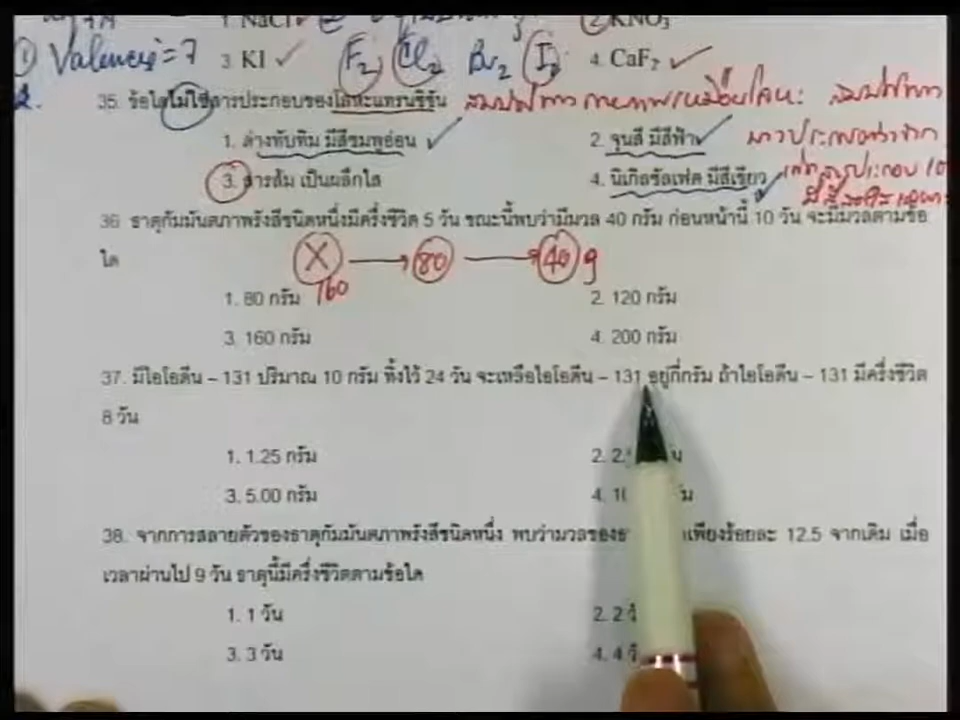 1. NaCl 2. KNO3
① Valency = 7 3. KI ✓ F2 Cl2 Br2 I2 4. CaF2 ✓
35. ข้อใดไม่ใช่สารประกอบของโลหะแทรนซิชัน
1. ด่างทับทิม มีสีชมพูอ่อน ✓ 2. จุนสี มีสีฟ้า ✓
3. สารส้ม เป็นผลึกใส 4. นิเกิลซัลเฟต มีสีเขียว ✓
36 ธาตุกัมมันตภาพรังสีชนิดหนึ่งมีครึ่งชีวิต 5 วัน ขณะนี้พบว่ามีมวล 40 กรัม ก่อนหน้านี้ 10 วัน จะมีมวลตามข้อ
ใด X → 80 → 40 g
160
1. 80 กรัม 2. 120 กรัม
3. 160 กรัม 4. 200 กรัม
37. มีไอโอดีน – 131 ปริมาณ 10 กรัม ทิ้งไว้ 24 วัน จะเหลือไอโอดีน – 131 อยู่กี่กรัม ถ้าไอโอดีน – 131 มีครึ่งชีวิต
8 วัน
1. 1.25 กรัม 2. 2.
3. 5.00 กรัม 4. 10
38. จากการสลายตัวของธาตุกัมมันตภาพรังสีชนิดหนึ่ง พบว่ามวลของธ เพียงร้อยละ 12.5 จากเดิม เมื่อ
เวลาผ่านไป 9 วัน ธาตุนี้มีครึ่งชีวิตตามข้อใด
1. 1 วัน 2. 2 วั
3. 3 วัน 4. 4 วั